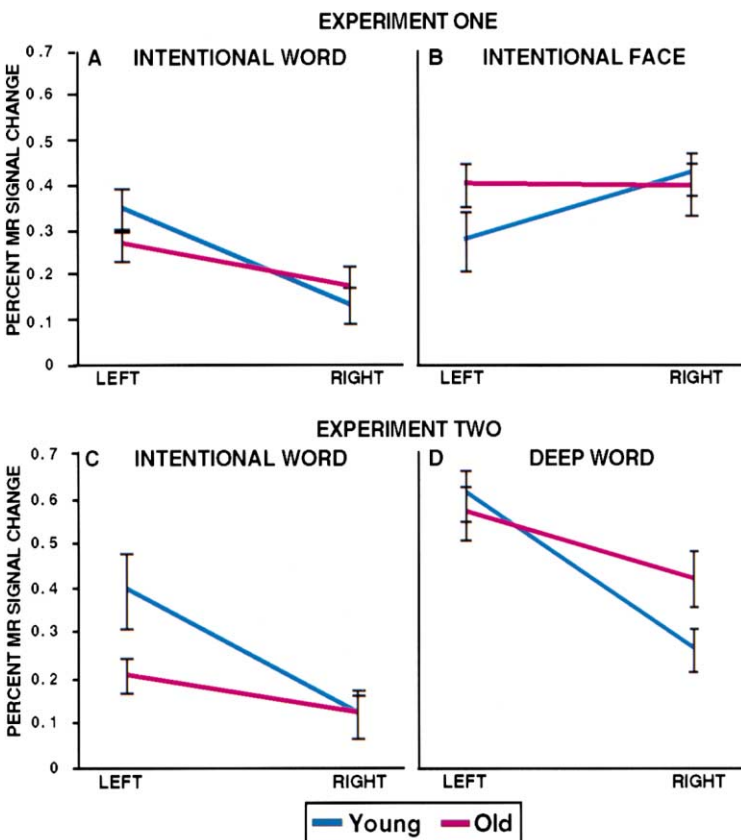 EXPERIMENT ONE
A INTENTIONAL WORD
B INTENTIONAL FACE
PERCENT MR SIGNAL CHANGE
0.7
0.6
0.5
0.4
0.3
0.2
0.1
0
LEFT RIGHT
LEFT RIGHT
EXPERIMENT TWO
C INTENTIONAL WORD
D DEEP WORD
PERCENT MR SIGNAL CHANGE
0.7
0.6
0.5
0.4
0.3
0.2
0.1
0
LEFT RIGHT
LEFT RIGHT
Young Old